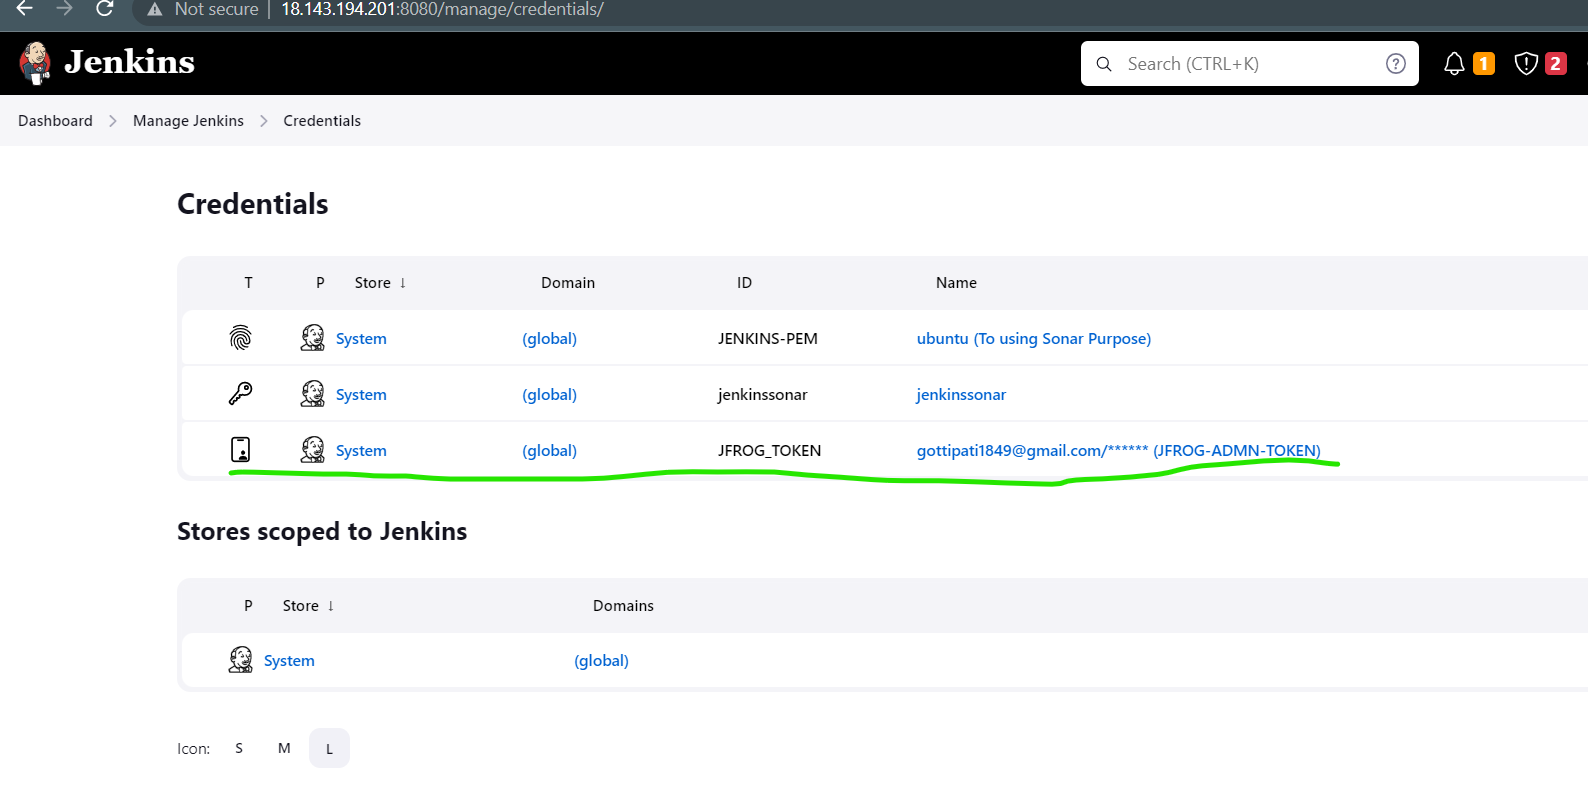 Not secure 18.143.194.201:8080/manage/credentials/
Jenkins
Search (CTRL+K) ? 1 ! 2
Dashboard Manage Jenkins Credentials
Credentials
T P Store ↓ Domain ID Name
System (global) JENKINS-PEM ubuntu (To using Sonar Purpose)
System (global) jenkinssonar jenkinssonar
System (global) JFROG_TOKEN gottipati1849@gmail.com/****** (JFROG-ADMN-TOKEN)
Stores scoped to Jenkins
P Store ↓ Domains
System (global)
Icon: S M L